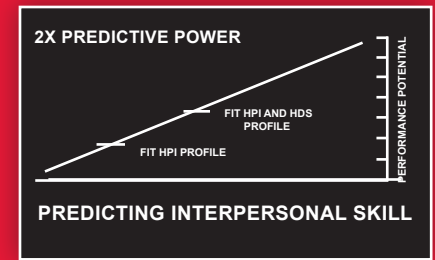 2X PREDICTIVE POWER
PERFORMANCE POTENTIAL
FIT HPI AND HDS
PROFILE
FIT HPI PROFILE
PREDICTING INTERPERSONAL SKILL